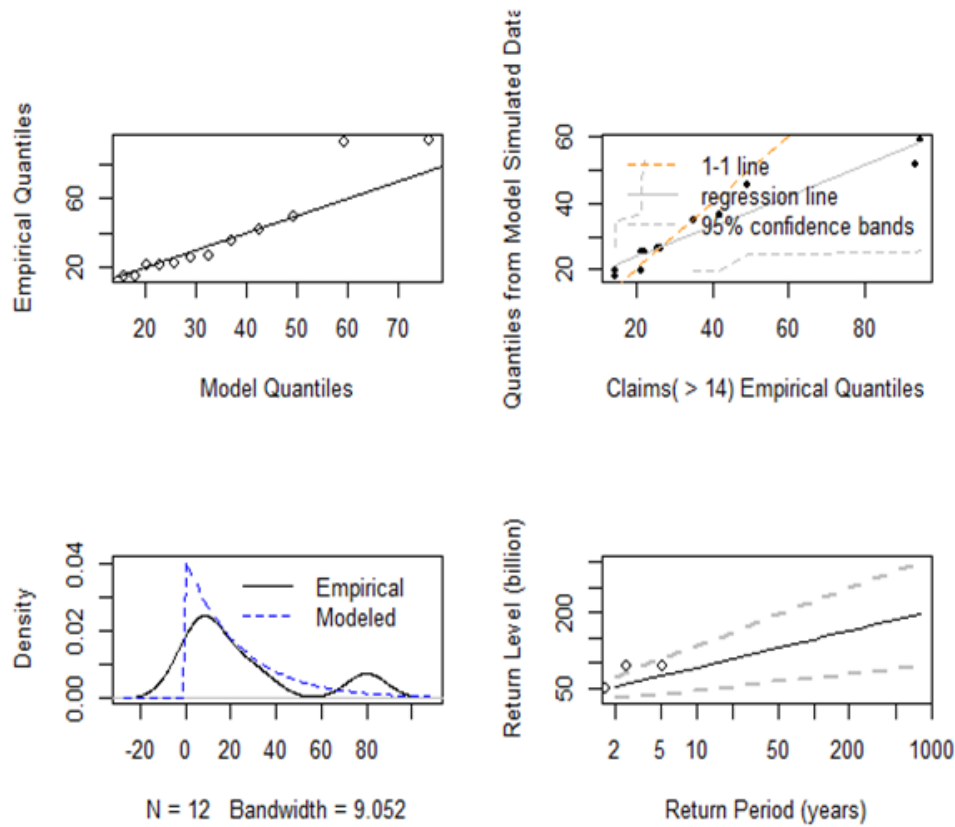 Empirical Quantiles
60
20
20 30 40 50 60 70
Model Quantiles
Quantiles from Model Simulated Data
60
40
20
1-1 line
regression line
95% confidence bands
20 40 60 80
Claims( > 14) Empirical Quantiles
Density
0.04
0.02
0.00
Empirical
Modeled
-20 0 20 40 60 80
N = 12 Bandwidth = 9.052
Return Level (billion)
200
50
2 5 10 50 200 1000
Return Period (years)